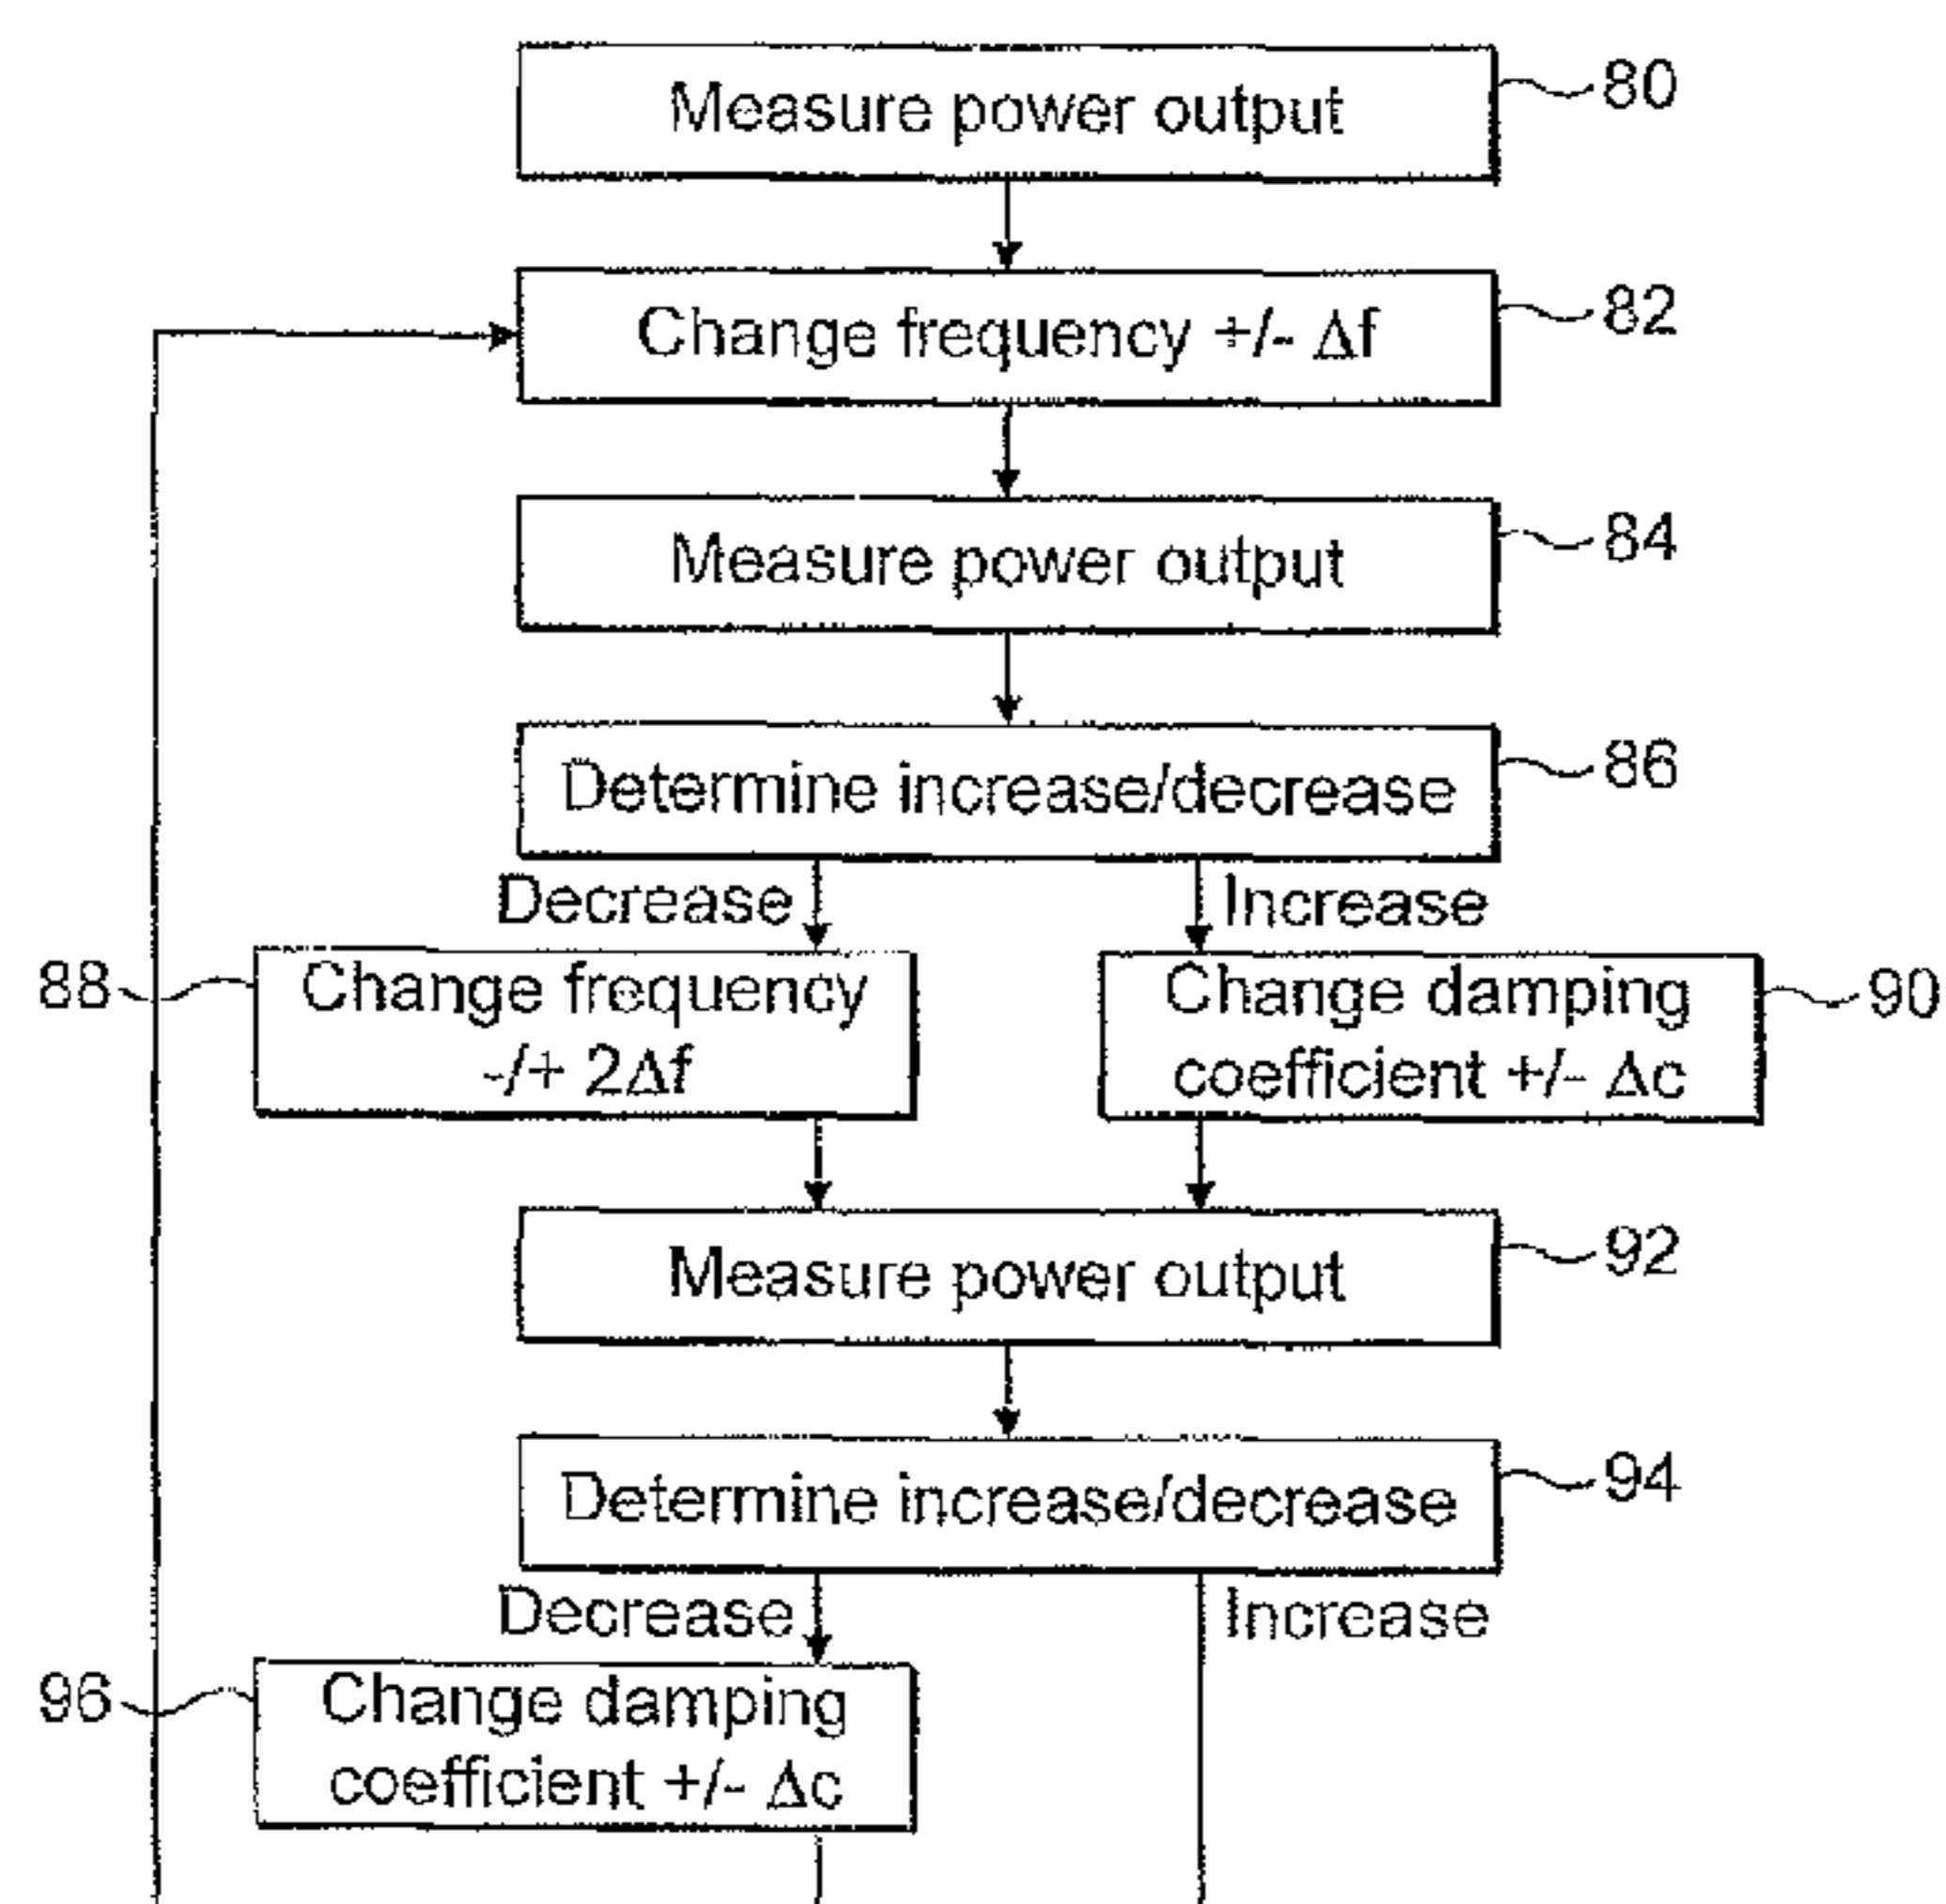 Measure power output
80
Change frequency +/- Δf
82
Measure power output
84
Determine increase/decrease
86
Decrease
Increase
88
Change frequency
-/+ 2Δf
Change damping
coefficient +/- Δc
90
Measure power output
92
Determine increase/decrease
94
Decrease
Increase
96
Change damping
coefficient +/- Δc